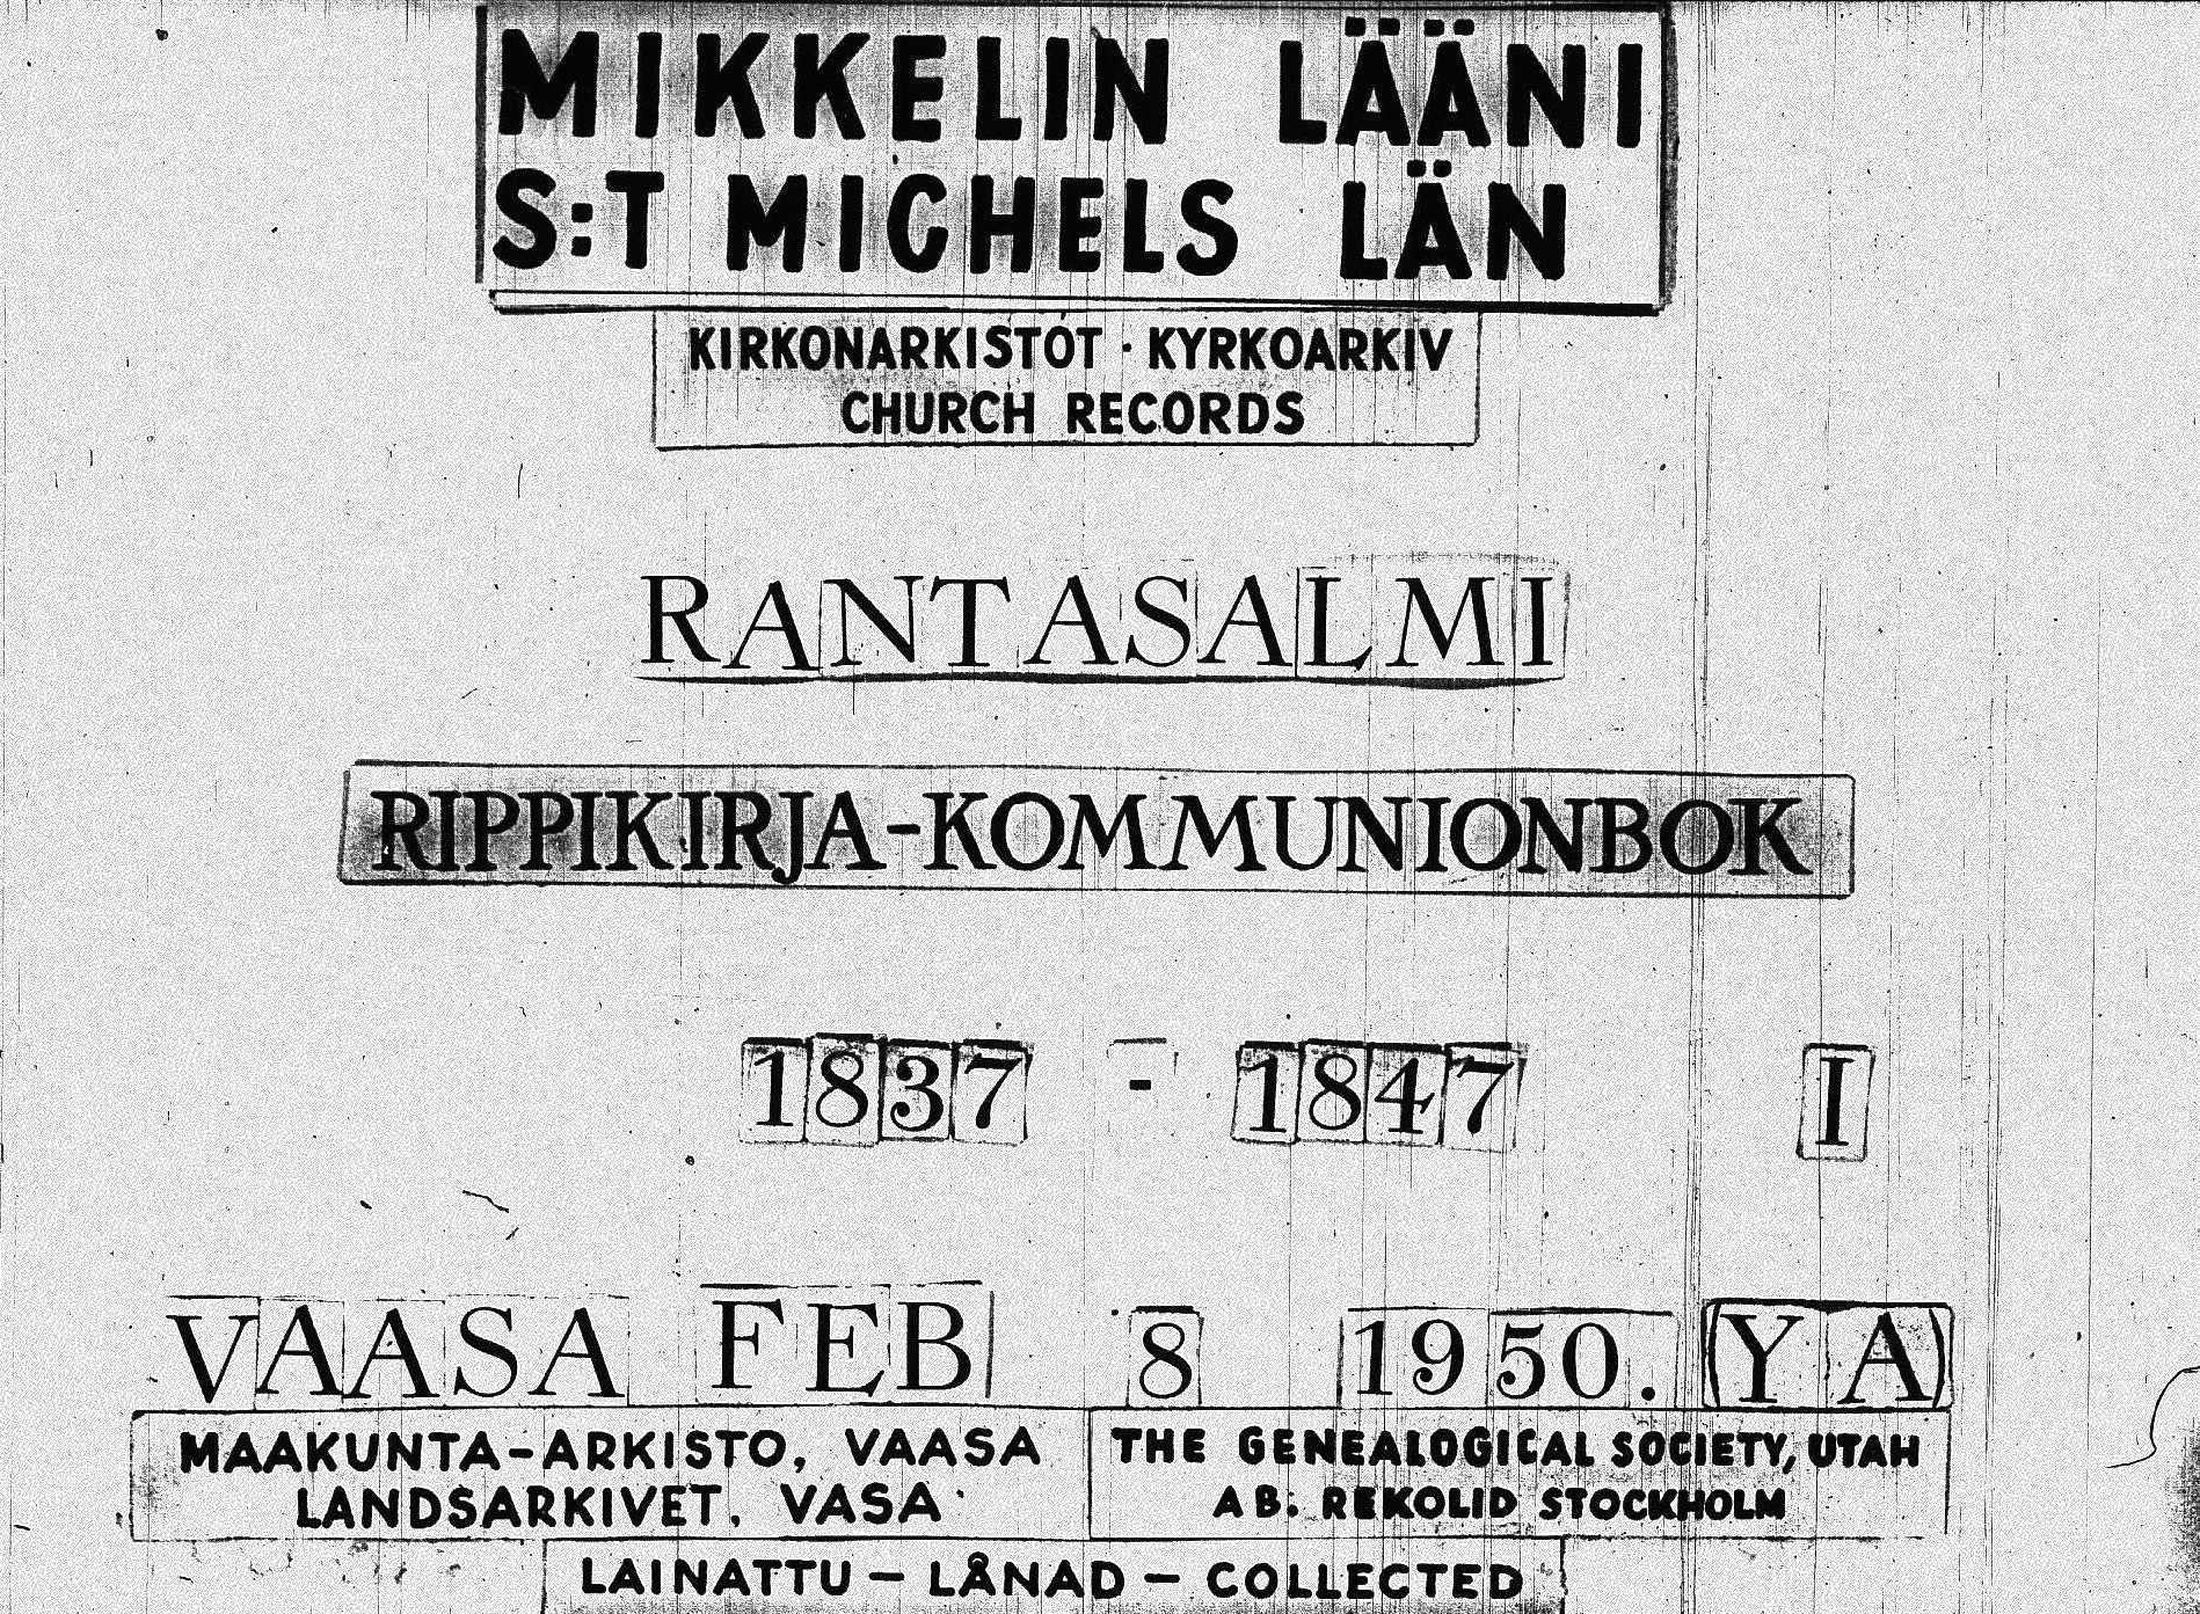 MIKKELIN LÄÄNI
S:T MICHELS LÄN
KIRKONARKISTOT · KYRKOARKIV
CHURCH RECORDS
RANTASALMI
RIPPIKIRJA-KOMMUNIONBOK
1837 - 1847 I
VAASA FEB 8 1950. (Y A)
MAAKUNTA-ARKISTO, VAASA
LANDSARKIVET, VASA
THE GENEALOGICAL SOCIETY, UTAH
AB: REKOLID STOCKHOLM
LAINATTU - LÅNAD - COLLECTED